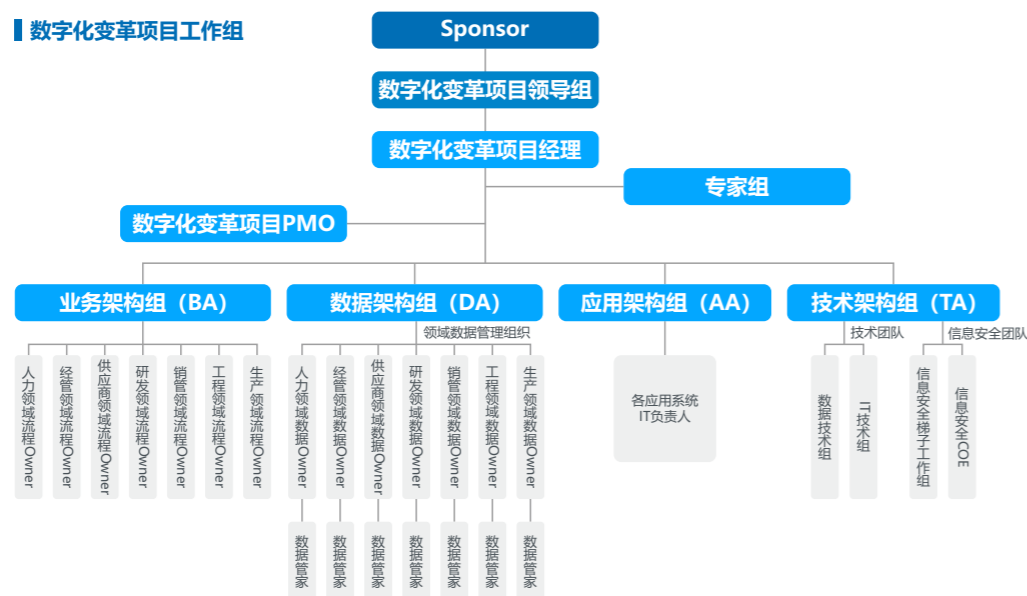 数字化变革项目工作组
Sponsor
数字化变革项目领导组
数字化变革项目经理
专家组
数字化变革项目PMO
业务架构组（BA）
数据架构组（DA）
应用架构组（AA）
技术架构组（TA）
领域数据管理组织
技术团队
信息安全团队
人力领域流程Owner
经管领域流程Owner
供应商领域流程Owner
研发领域流程Owner
销管领域流程Owner
工程领域流程Owner
生产领域流程Owner
人力领域数据Owner
经管领域数据Owner
供应商领域数据Owner
研发领域数据Owner
销管领域数据Owner
工程领域数据Owner
生产领域数据Owner
各应用系统
IT负责人
数据技术组
IT技术组
信息安全梯子工作组
信息安全COE
数据管家
数据管家
数据管家
数据管家
数据管家
数据管家
数据管家